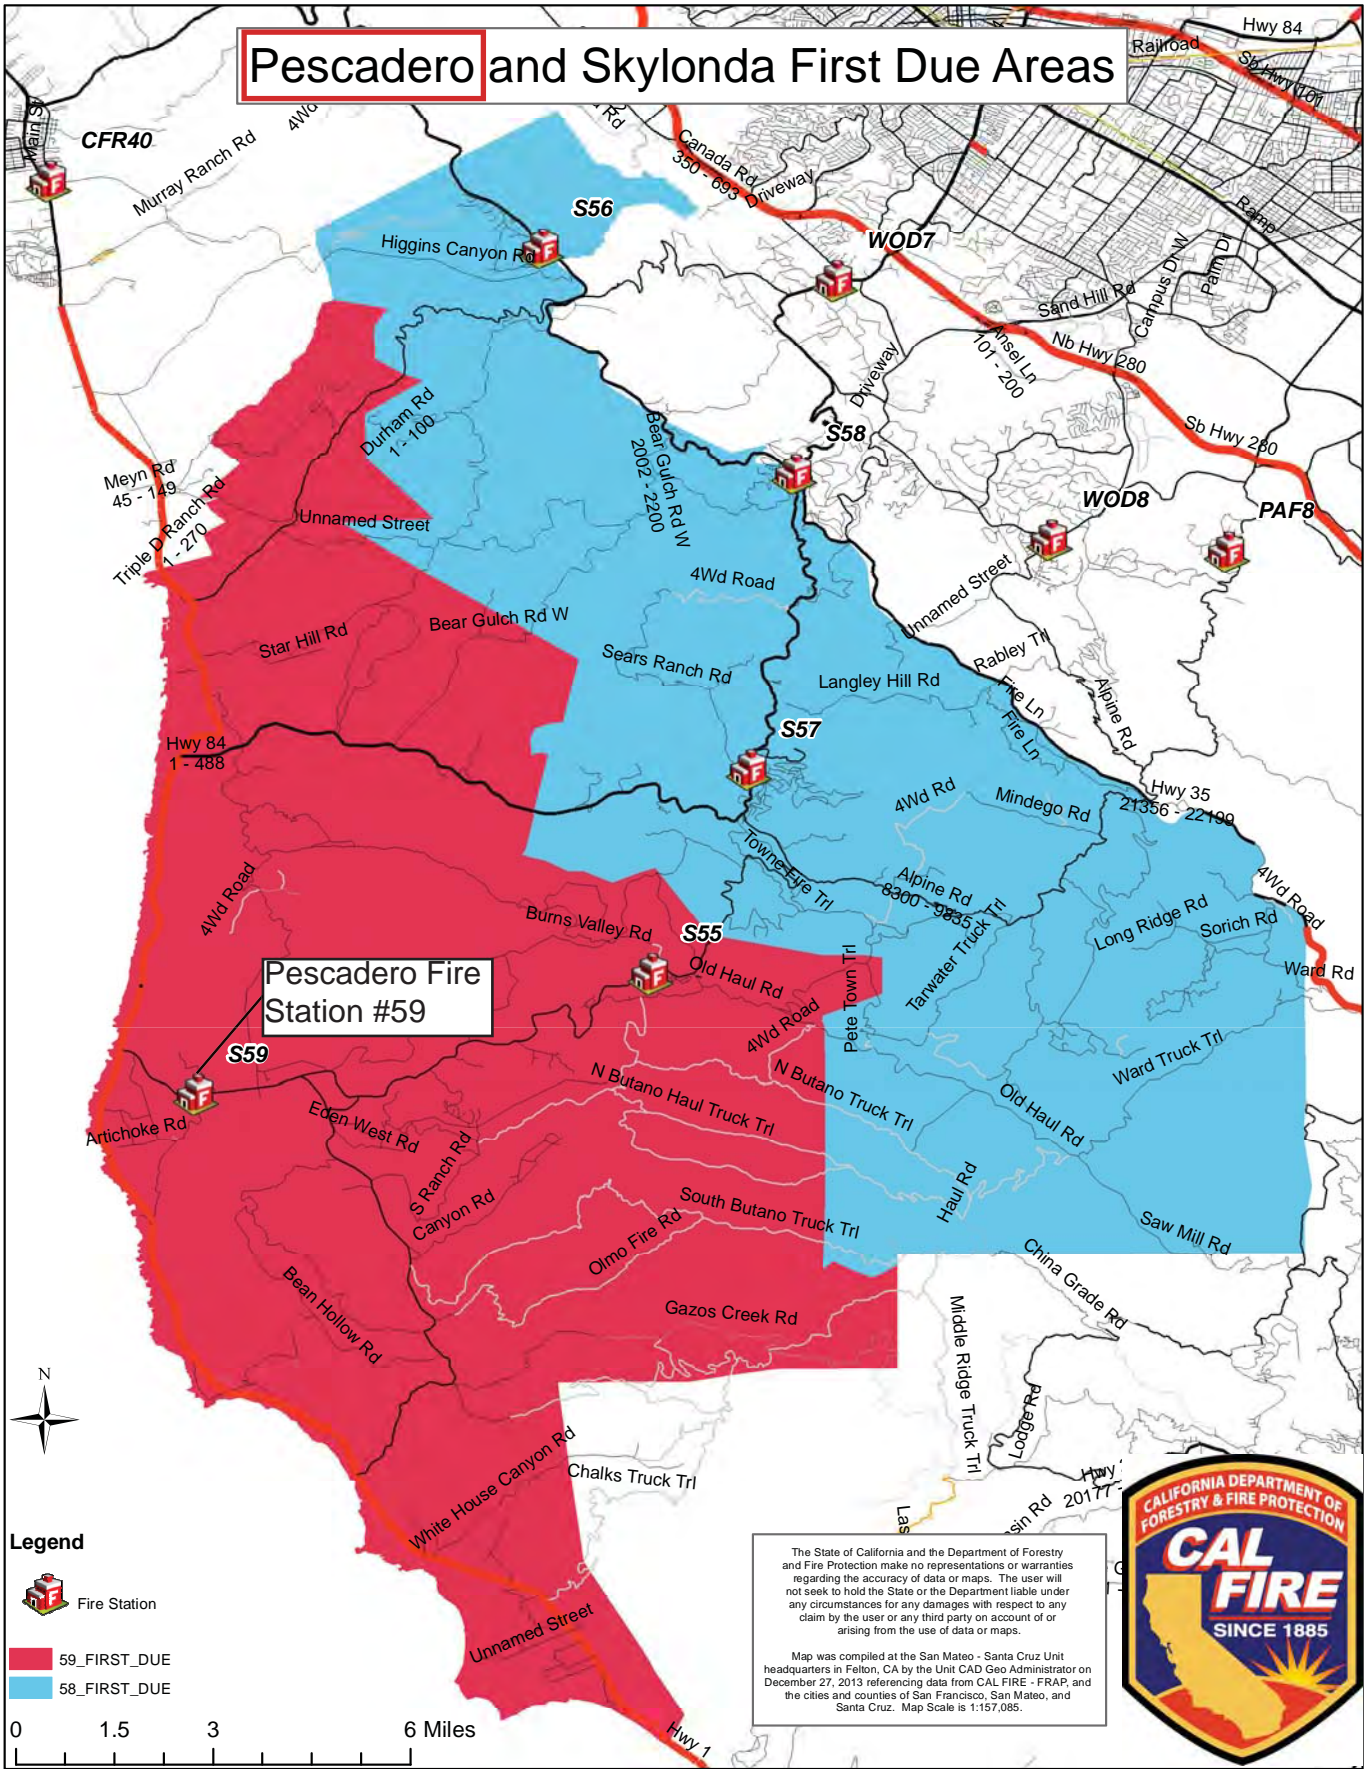 Pescadero and Skylonda First Due Areas
Hwy 84
Railroad
Sb Hwy 101
Main St
CFR40
4Wd
Rd
Murray Ranch Rd
Canada Rd
350 - 693
Driveway
S56
Ramp
Higgins Canyon Rd
WOD7
Palm Dr
Campus Dr W
Sand Hill Rd
Ansel Ln
101 - 200
Nb Hwy 280
Driveway
Durham Rd
1 - 100
Bear Gulch Rd W
2002 - 2200
S58
Sb Hwy 280
Meyn Rd
45 - 149
Triple D Ranch Rd
1 - 270
Unnamed Street
WOD8
PAF8
4Wd Road
Unnamed Street
Star Hill Rd
Bear Gulch Rd W
Rabley Trl
Sears Ranch Rd
Langley Hill Rd
Fire Ln
Fire Ln
Alpine Rd
Hwy 84
1 - 488
S57
4Wd Rd
Mindego Rd
Hwy 35
21356 - 22199
Towne Fire Trl
Alpine Rd
8300 - 9835
4Wd Road
4Wd Road
Burns Valley Rd
S55
Long Ridge Rd
Sorich Rd
Tarwater Truck Trl
Pete Town Trl
Old Haul Rd
Ward Rd
Pescadero Fire
Station #59
S59
4Wd Road
Ward Truck Trl
N Butano Haul Truck Trl
N Butano Truck Trl
Old Haul Rd
Artichoke Rd
Eden West Rd
S Ranch Rd
Canyon Rd
South Butano Truck Trl
Haul Rd
Saw Mill Rd
Olmo Fire Rd
China Grade Rd
Bean Hollow Rd
Gazos Creek Rd
Middle Ridge Truck Trl
N
Lodge Rd
White House Canyon Rd
Chalks Truck Trl
Hwy
20177 -
Las
sin Rd
Unnamed Street
Hwy 1
Legend
Fire Station
59_FIRST_DUE
58_FIRST_DUE
0 1.5 3 6 Miles
The State of California and the Department of Forestry
and Fire Protection make no representations or warranties
regarding the accuracy of data or maps. The user will
not seek to hold the State or the Department liable under
any circumstances for any damages with respect to any
claim by the user or any third party on account of or
arising from the use of data or maps.
Map was compiled at the San Mateo - Santa Cruz Unit
headquarters in Felton, CA by the Unit CAD Geo Administrator on
December 27, 2013 referencing data from CAL FIRE - FRAP, and
the cities and counties of San Francisco, San Mateo, and
Santa Cruz. Map Scale is 1:157,085.
CALIFORNIA DEPARTMENT OF
FORESTRY & FIRE PROTECTION
CAL
FIRE
SINCE 1885